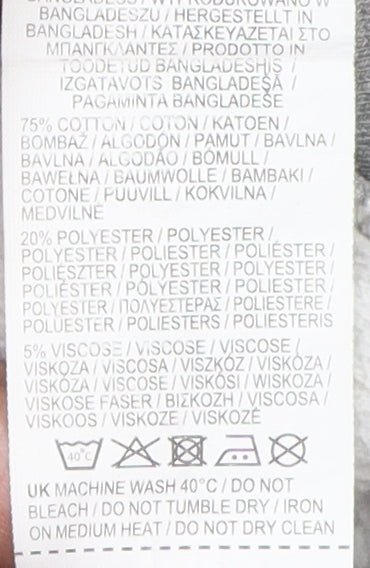 BANGLADESZU / HERGESTELLT IN
BANGLADESH / ΚΑΤΑΣΚΕΥΑΖΕΤΑΙ ΣΤΟ
ΜΠΑΝΓΚΛΑΝΤΕΣ / PRODOTTO IN
TOODETUD BANGLADESHIS /
IZGATAVOTS BANGLADEŠĀ /
PAGAMINTA BANGLADEŠE
75% COTTON / COTON / KATOEN /
BOMBAŽ / ALGODÓN / PAMUT / BAVLNA /
BAVLNA / ALGODÃO / BOMULL /
BAWEŁNA / BAUMWOLLE / ΒΑΜΒΑΚΙ /
COTONE / PUUVILL / KOKVILNA /
MEDVILNĖ
20% POLYESTER / POLYESTER /
POLYESTER / POLIESTER / POLIÉSTER /
POLIÉSZTER / POLYESTER / POLYESTER /
POLIÉSTER / POLYESTER / POLIESTER /
POLYESTER / ΠΟΛΥΕΣΤΕΡΑΣ / POLIESTERE /
POLUESTER / POLIESTERS / POLIESTERIS
5% VISCOSE / VISCOSE / VISCOSE /
VISKOZA / VISCOSA / VISZKÓZ / VISKÓZA /
VISKÓZA / VISCOSE / VISKOSI / WISKOZA /
VISKOSE FASER / ΒΙΣΚΟΖΗ / VISCOSA /
VISKOOS / VISKOZE / VISKOZĖ
40°C
UK MACHINE WASH 40°C / DO NOT
BLEACH / DO NOT TUMBLE DRY / IRON
ON MEDIUM HEAT / DO NOT DRY CLEAN